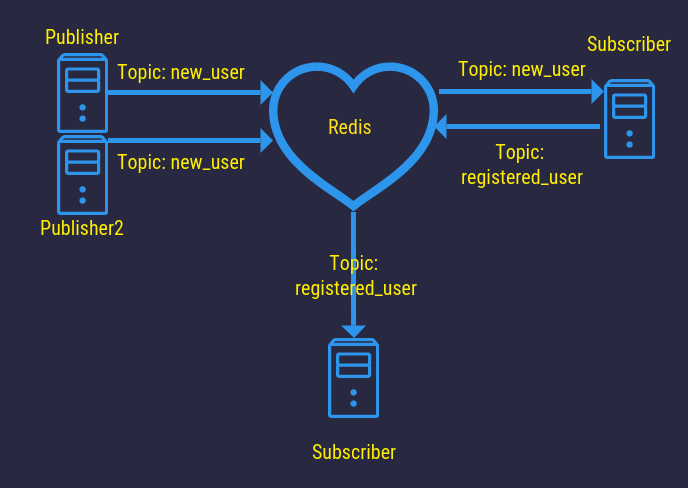 Publisher
Subscriber
Topic: new_user
Topic: new_user
Redis
Topic:
registered_user
Topic: new_user
Publisher2
Topic:
registered_user
Subscriber